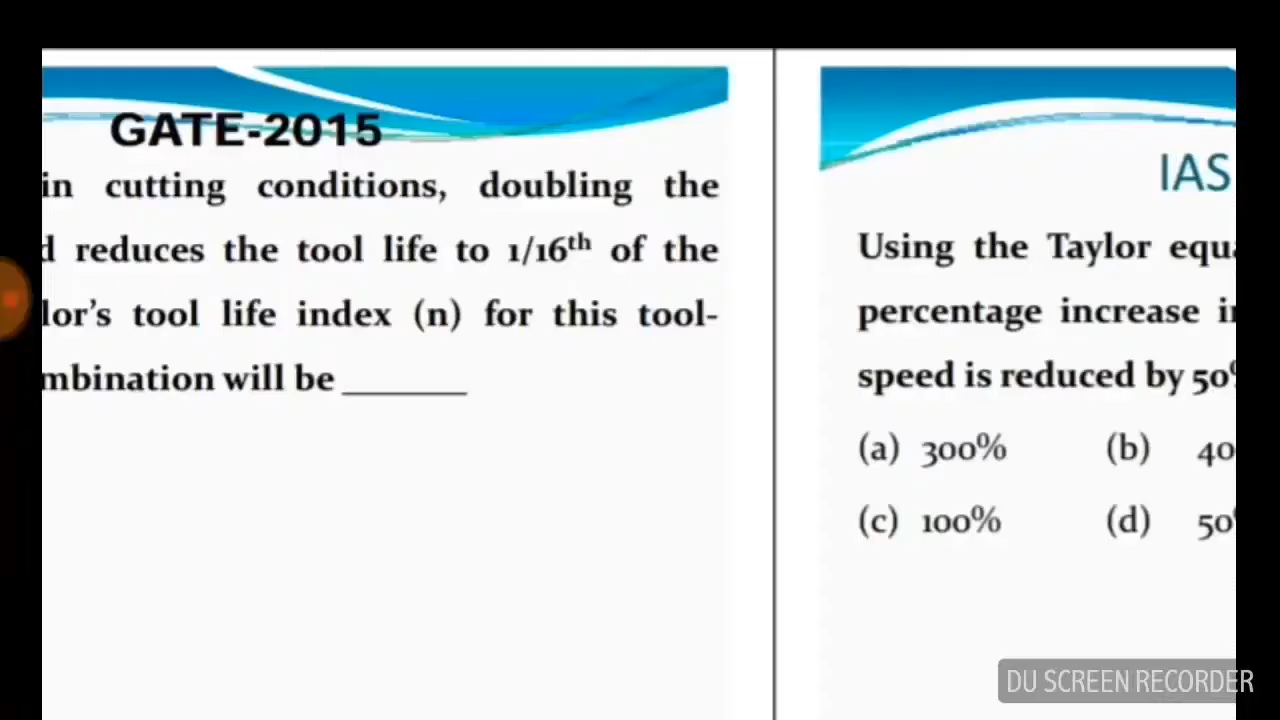 GATE-2015
in cutting conditions, doubling the
reduces the tool life to 1/16th of the
tool life index (n) for this tool-
will be ______
IAS
Using the Taylor
percentage increase
speed is reduced by
(a) 300% (b)
(c) 100% (d)
DU SCREEN RECORDER